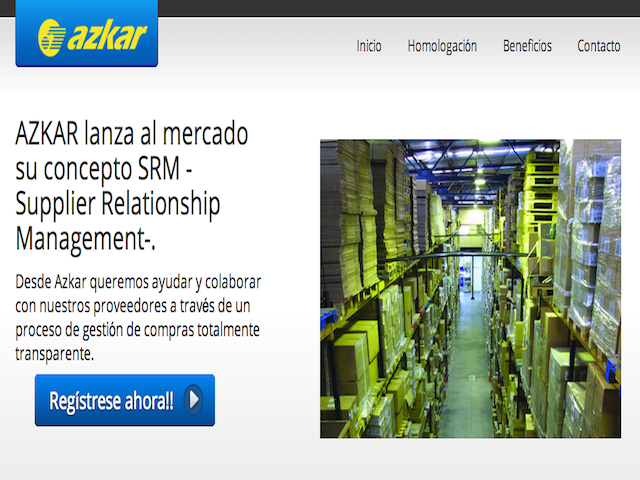 azkar
Inicio Homologación Beneficios Contacto
AZKAR lanza al mercado
su concepto SRM -
Supplier Relationship
Management-.
Desde Azkar queremos ayudar y colaborar
con nuestros proveedores a través de un
proceso de gestión de compras totalmente
transparente.
Regístrese ahora!!